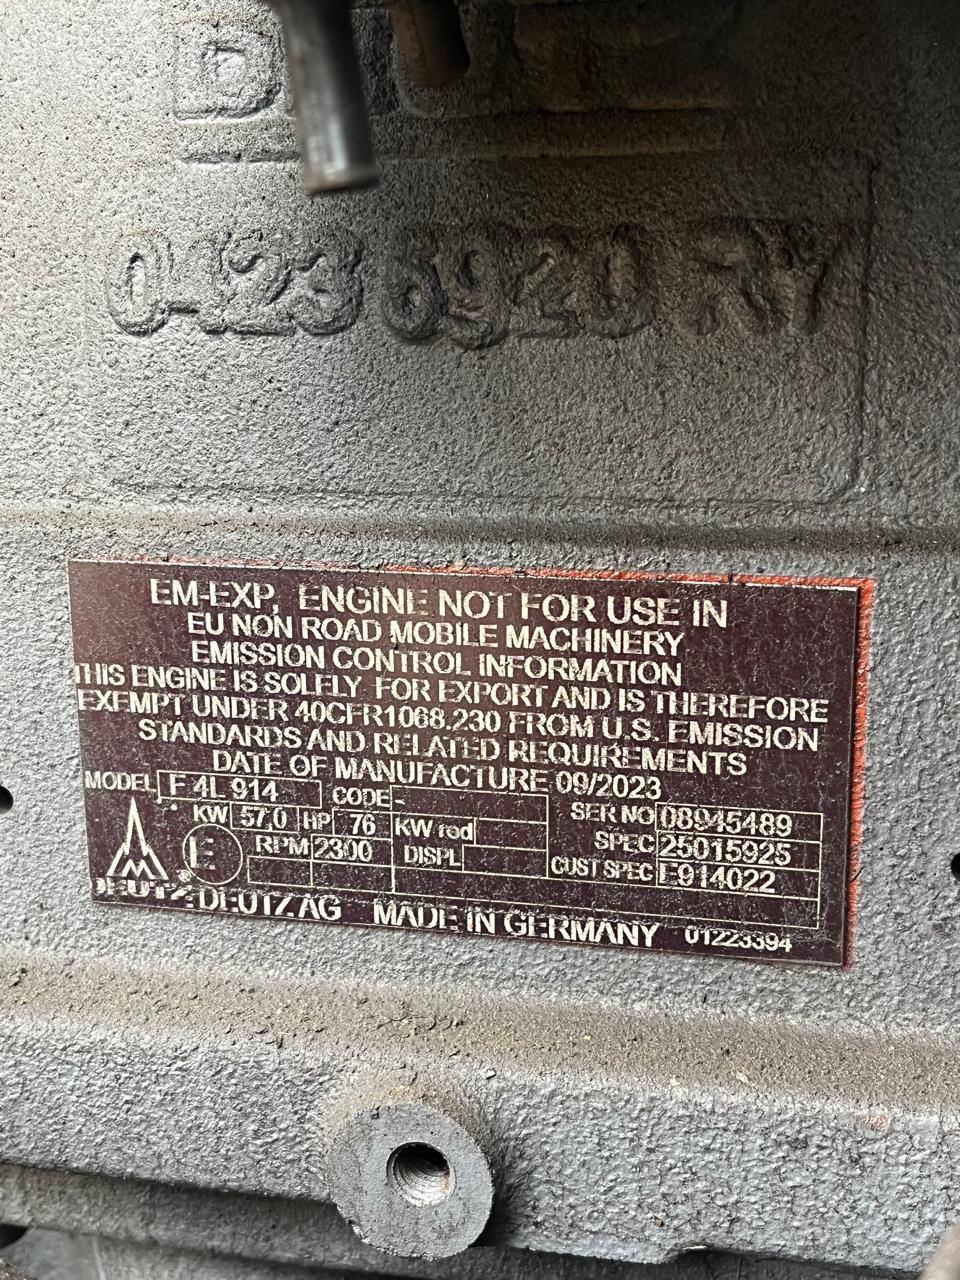 0423 6920 RY
EM-EXP, ENGINE NOT FOR USE IN
EU NON ROAD MOBILE MACHINERY
EMISSION CONTROL INFORMATION
THIS ENGINE IS SOLELY FOR EXPORT AND IS THEREFORE
EXEMPT UNDER 40CFR1068.230 FROM U.S. EMISSION
STANDARDS AND RELATED REQUIREMENTS
DATE OF MANUFACTURE 09/2023
MODEL F 4L 914 CODE - SER NO 08945489
KW 57,0 HP 76 KW red SPEC 25015925
E RPM 2300 DISPL CUST SPEC E914022
DEUTZ DEUTZ AG MADE IN GERMANY 01223394